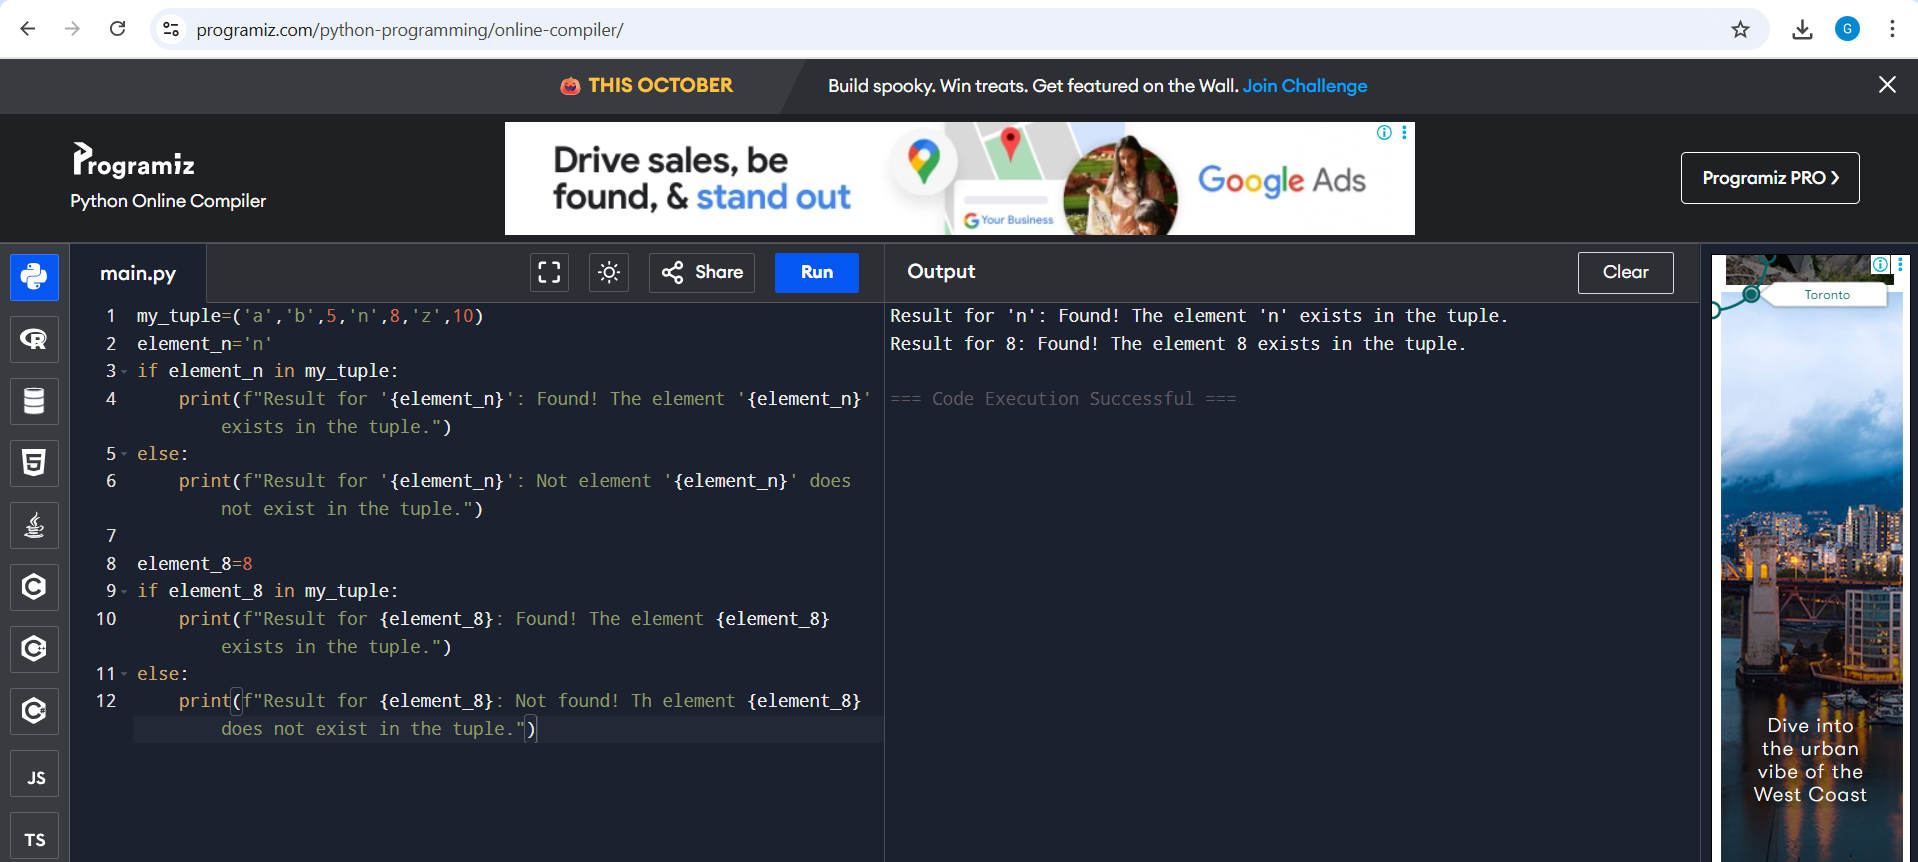 programiz.com/python-programming/online-compiler/
G
THIS OCTOBER
Build spooky. Win treats. Get featured on the Wall. Join Challenge
Programiz
Python Online Compiler
Drive sales, be
found, & stand out
G Your Business
Google Ads
Programiz PRO ❯
main.py
Share
Run
Output
Clear
1 my_tuple=('a','b',5,'n',8,'z',10)
2 element_n='n'
3 if element_n in my_tuple:
4 print(f"Result for '{element_n}': Found! The element '{element_n}'
exists in the tuple.")
5 else:
6 print(f"Result for '{element_n}': Not element '{element_n}' does
not exist in the tuple.")
7
8 element_8=8
9 if element_8 in my_tuple:
10 print(f"Result for {element_8}: Found! The element {element_8}
exists in the tuple.")
11 else:
12 print(f"Result for {element_8}: Not found! Th element {element_8}
does not exist in the tuple.")
Result for 'n': Found! The element 'n' exists in the tuple.
Result for 8: Found! The element 8 exists in the tuple.
=== Code Execution Successful ===
R
5
C
C++
C#
JS
TS
Toronto
Dive into
the urban
vibe of the
West Coast